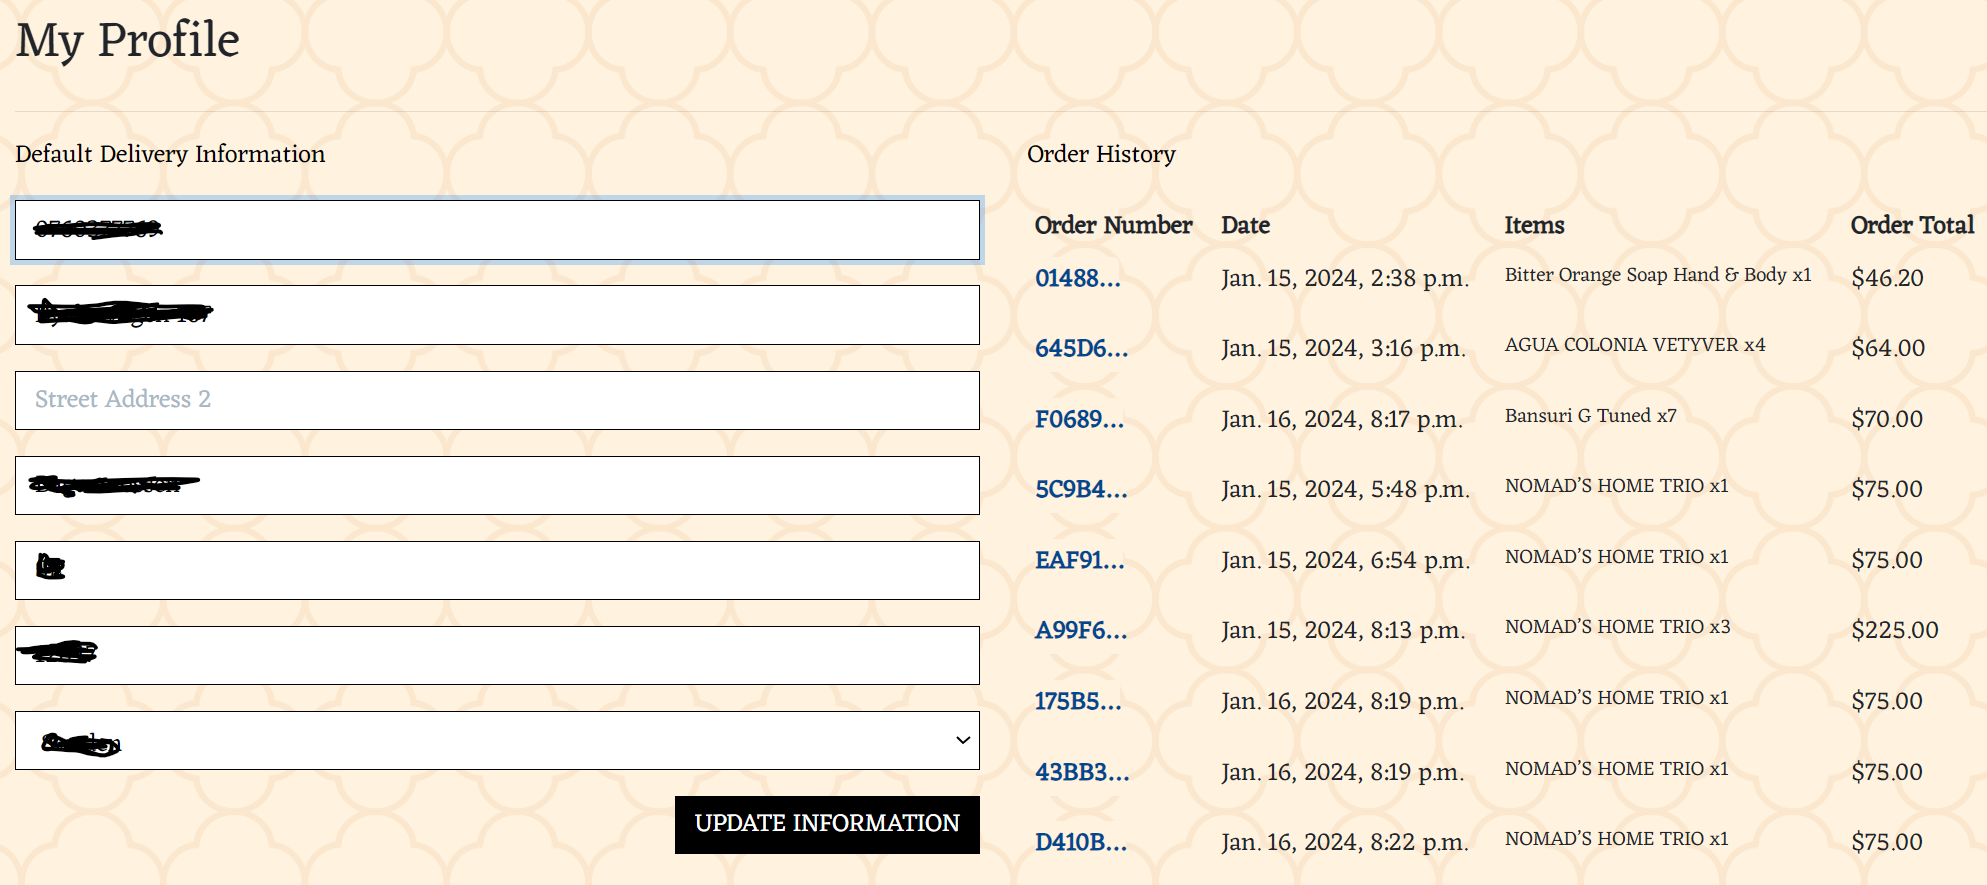 My Profile
Default Delivery Information
Street Address 2
UPDATE INFORMATION
Order History
Order Number Date Items Order Total
01488... Jan. 15, 2024, 2:38 p.m. Bitter Orange Soap Hand & Body x1 $46.20
645D6... Jan. 15, 2024, 3:16 p.m. AGUA COLONIA VETYVER x4 $64.00
F0689... Jan. 16, 2024, 8:17 p.m. Bansuri G Tuned x7 $70.00
5C9B4... Jan. 15, 2024, 5:48 p.m. NOMAD’S HOME TRIO x1 $75.00
EAF91... Jan. 15, 2024, 6:54 p.m. NOMAD’S HOME TRIO x1 $75.00
A99F6... Jan. 15, 2024, 8:13 p.m. NOMAD’S HOME TRIO x3 $225.00
175B5... Jan. 16, 2024, 8:19 p.m. NOMAD’S HOME TRIO x1 $75.00
43BB3... Jan. 16, 2024, 8:19 p.m. NOMAD’S HOME TRIO x1 $75.00
D410B... Jan. 16, 2024, 8:22 p.m. NOMAD’S HOME TRIO x1 $75.00